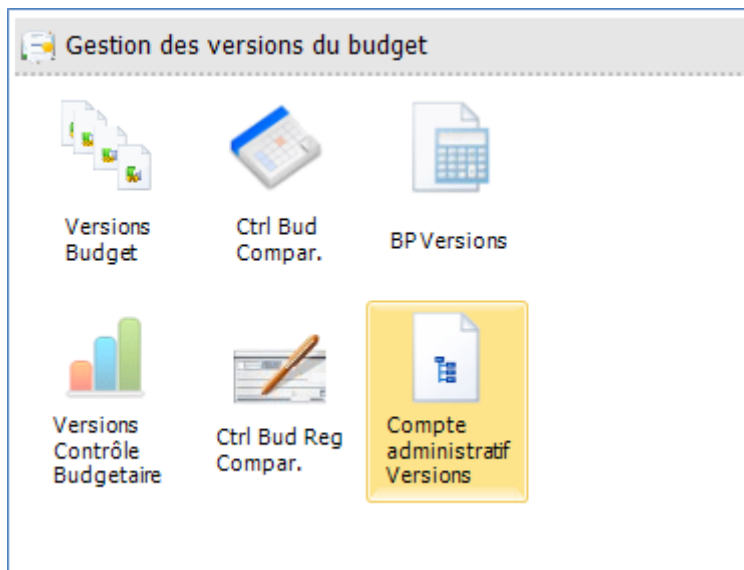 Gestion des versions du budget
Versions
Budget
Ctrl Bud
Compar.
BP Versions
Versions
Contrôle
Budgetaire
Ctrl Bud Reg
Compar.
Compte
administratif
Versions